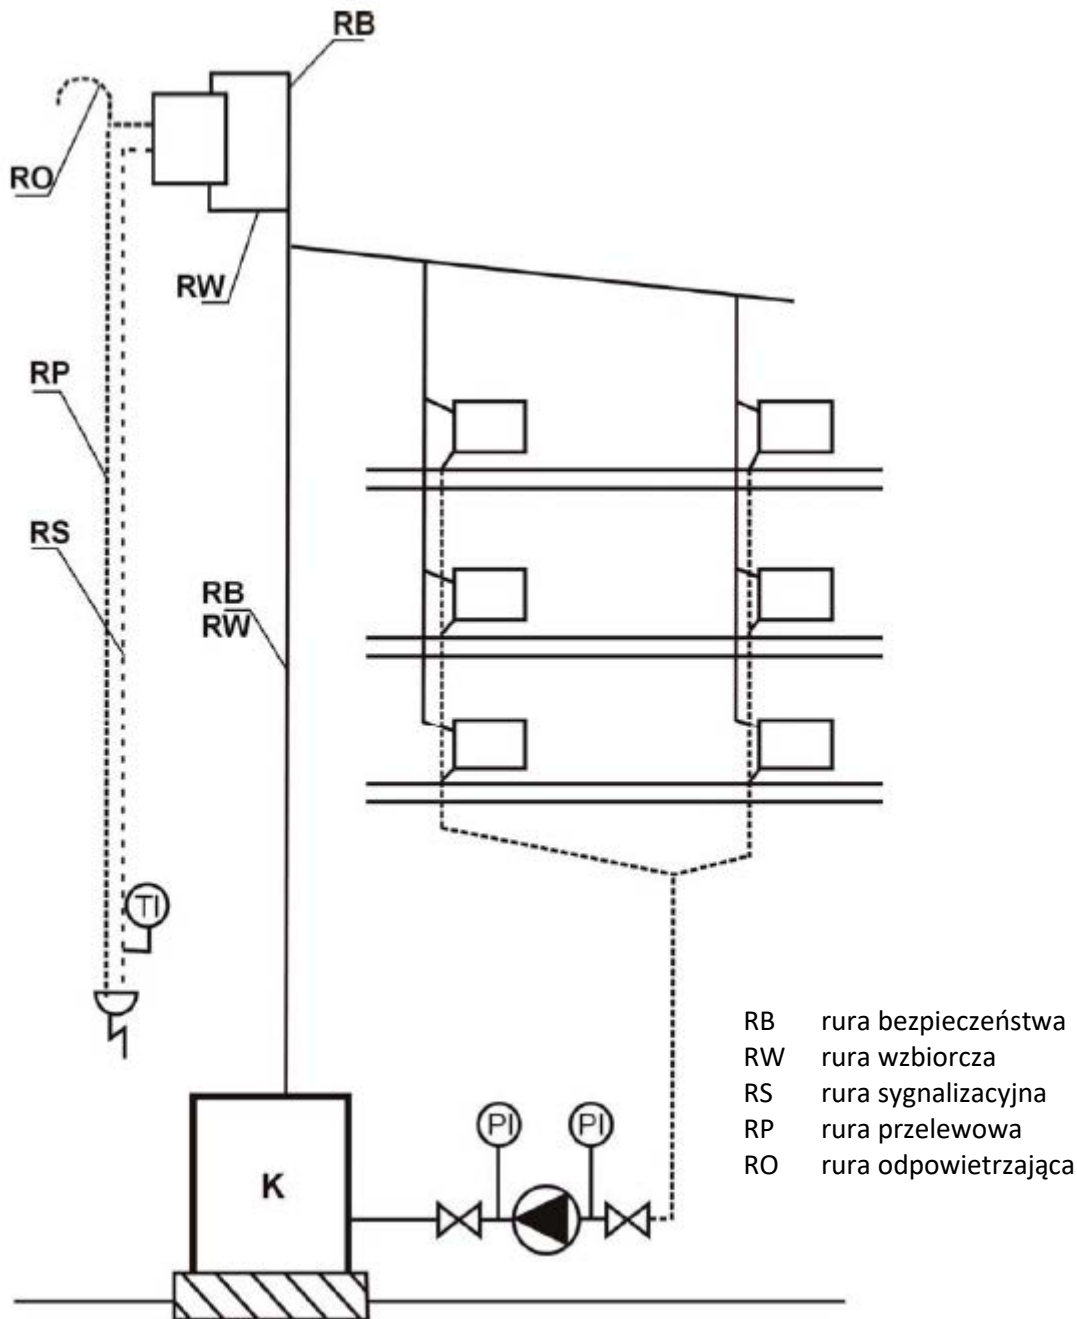 RB
RO
RW
RP
RS
RB
RW
TI
PI
PI
K
RB rura bezpieczeństwa
RW rura wzbiorcza
RS rura sygnalizacyjna
RP rura przelewowa
RO rura odpowietrzająca